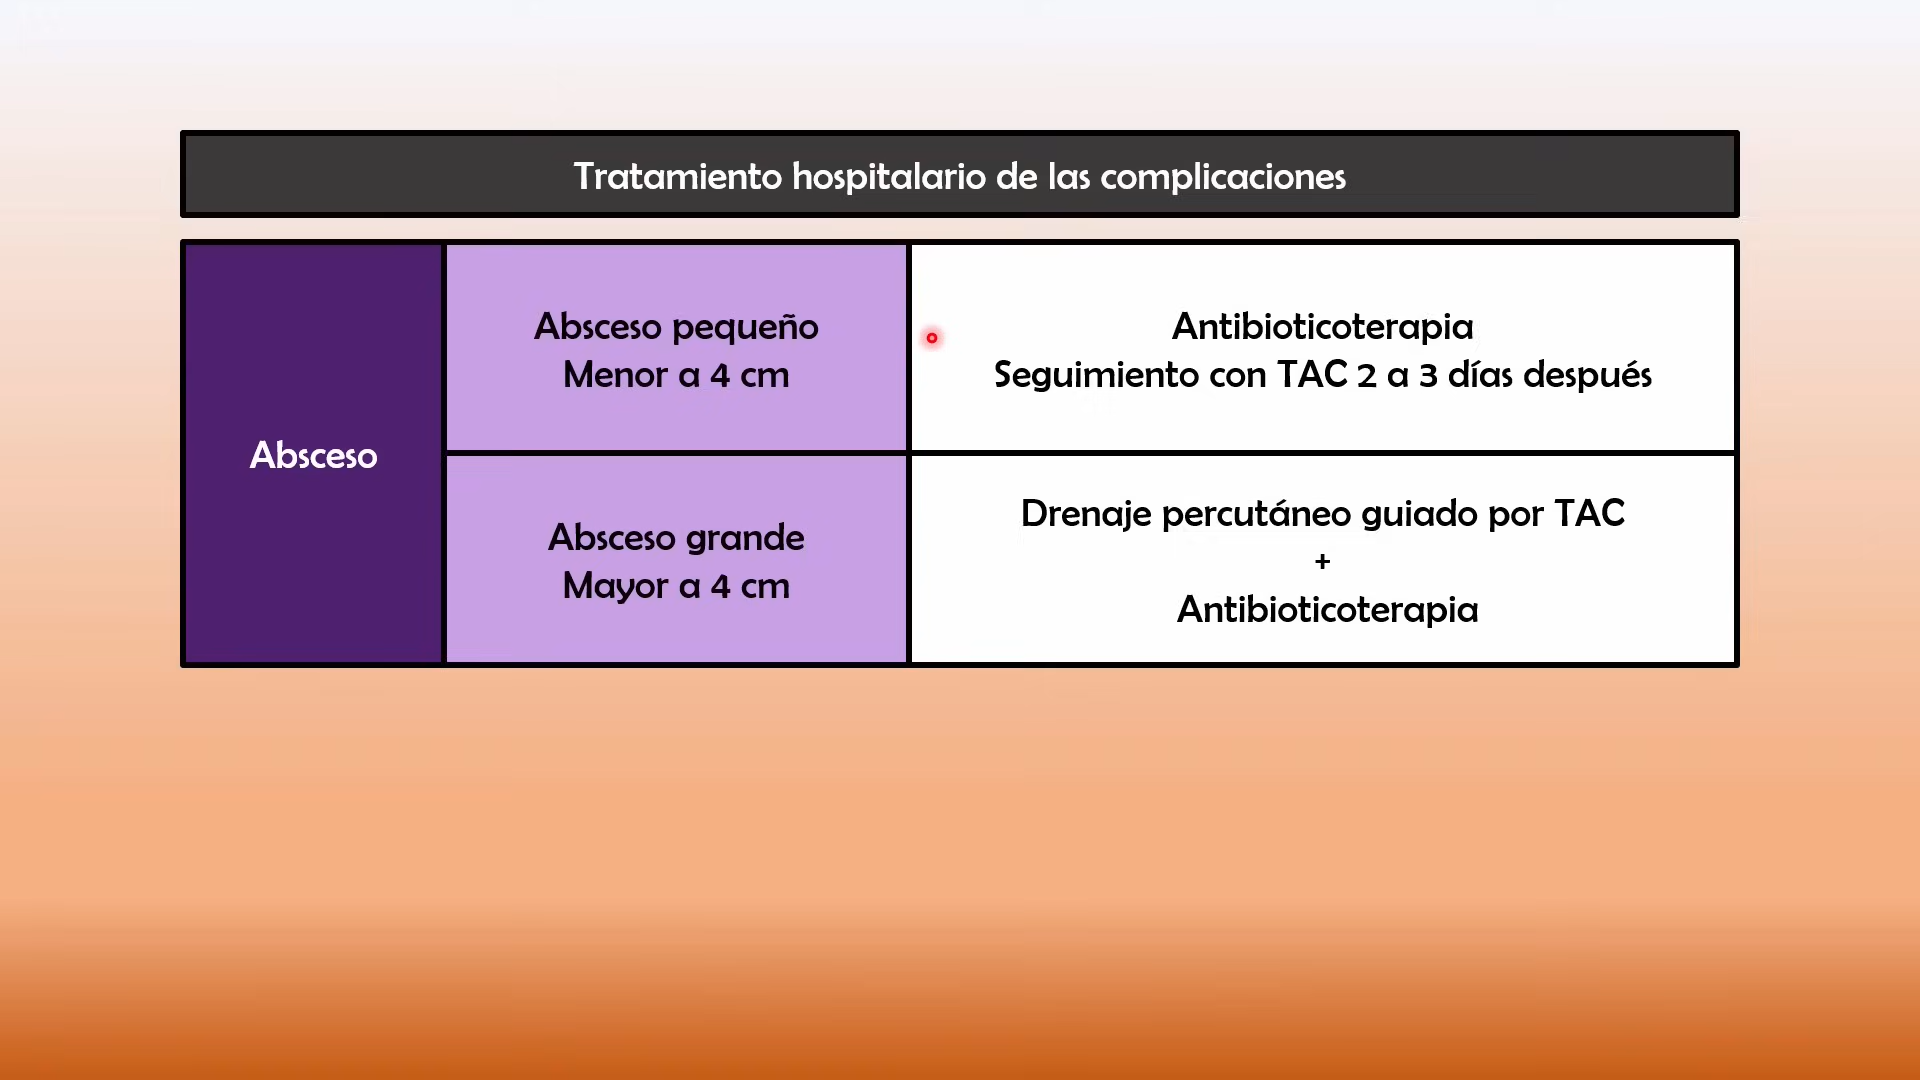 Tratamiento hospitalario de las complicaciones
Absceso
Absceso pequeño
Menor a 4 cm
Antibioticoterapia
Seguimiento con TAC 2 a 3 días después
Absceso grande
Mayor a 4 cm
Drenaje percutáneo guiado por TAC
+
Antibioticoterapia